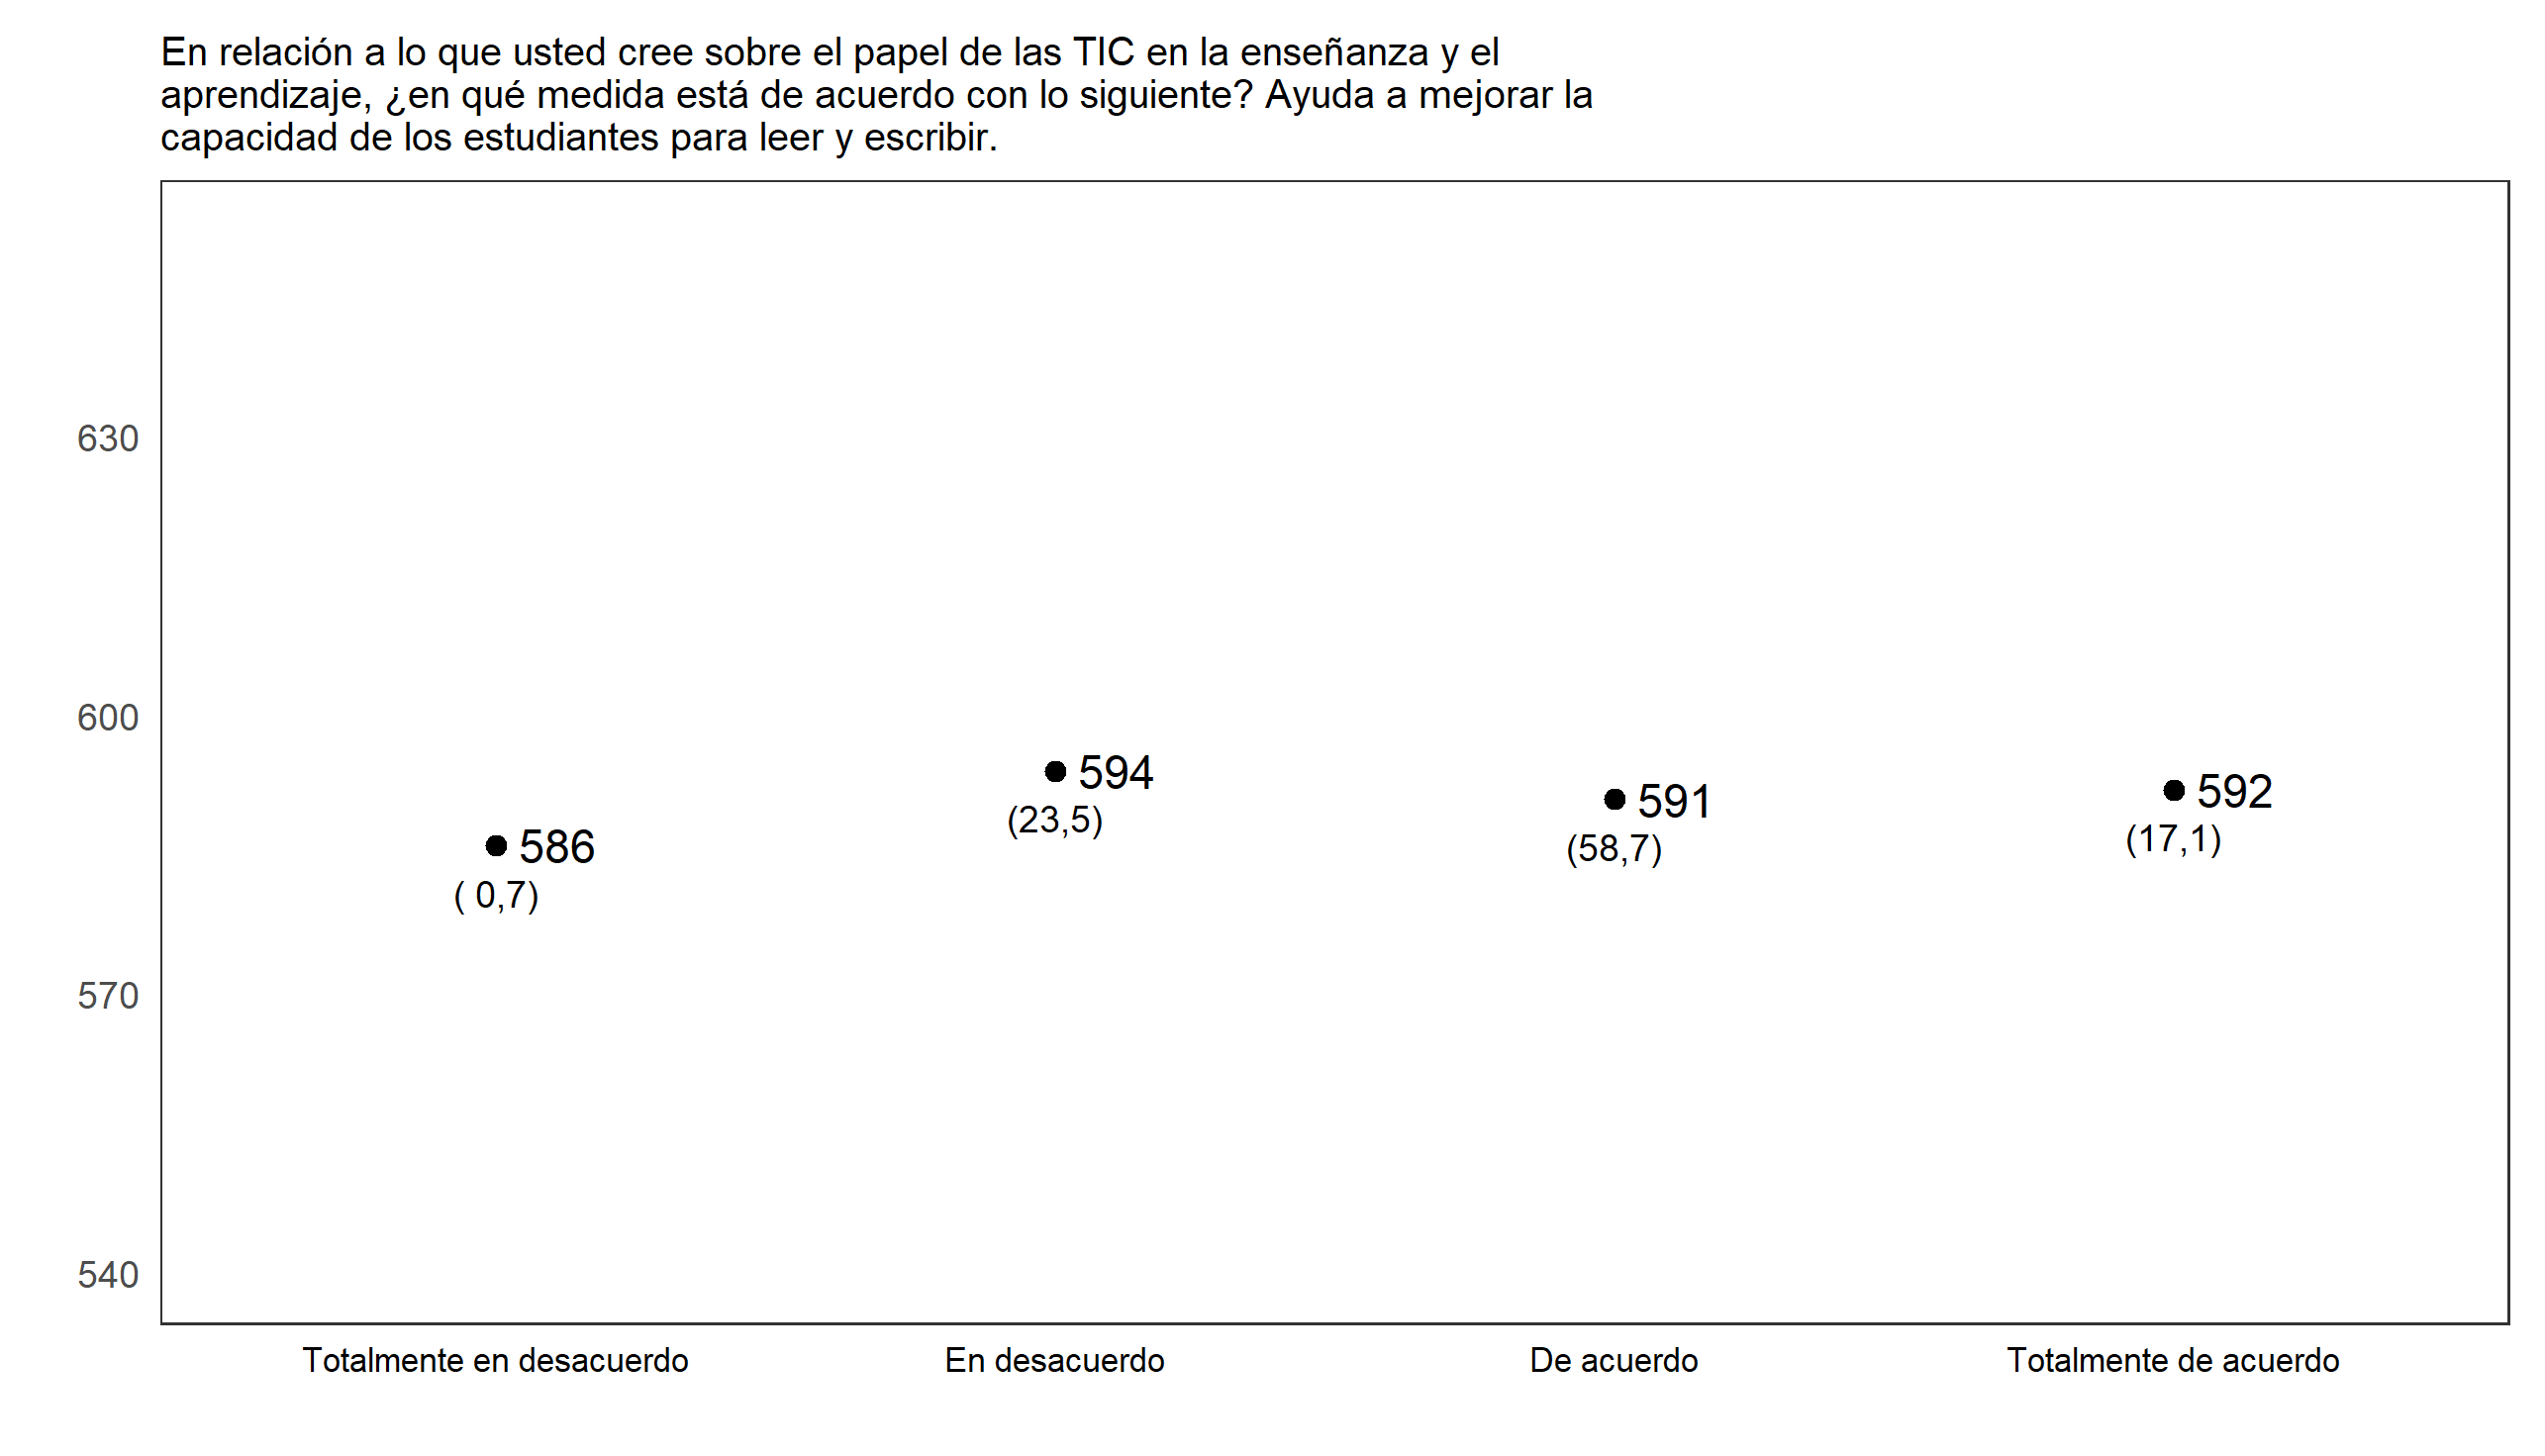 En relación a lo que usted cree sobre el papel de las TIC en la enseñanza y el
aprendizaje, ¿en qué medida está de acuerdo con lo siguiente? Ayuda a mejorar la
capacidad de los estudiantes para leer y escribir.
630
600
570
540
586
( 0,7)
594
(23,5)
591
(58,7)
592
(17,1)
Totalmente en desacuerdo
En desacuerdo
De acuerdo
Totalmente de acuerdo